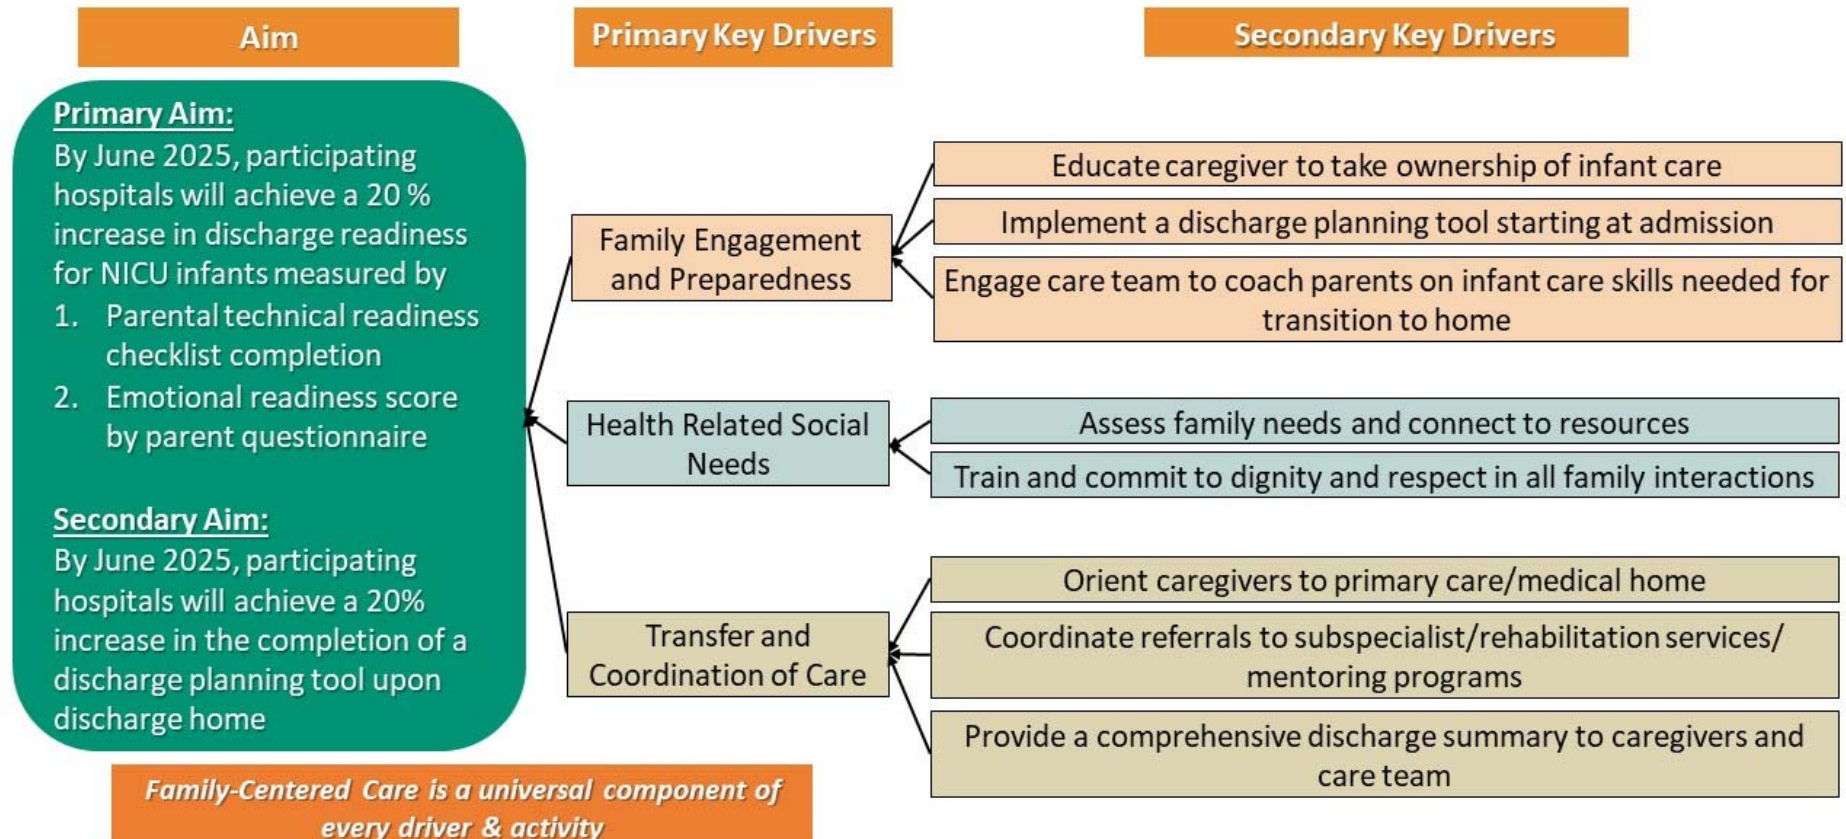 Aim
Primary Key Drivers
Secondary Key Drivers
Primary Aim:
By June 2025, participating
hospitals will achieve a 20 %
increase in discharge readiness
for NICU infants measured by
1. Parental technical readiness
checklist completion
2. Emotional readiness score
by parent questionnaire
Secondary Aim:
By June 2025, participating
hospitals will achieve a 20%
increase in the completion of a
discharge planning tool upon
discharge home
Family-Centered Care is a universal component of
every driver & activity
Family Engagement
and Preparedness
Educate caregiver to take ownership of infant care
Implement a discharge planning tool starting at admission
Engage care team to coach parents on infant care skills needed for
transition to home
Health Related Social
Needs
Assess family needs and connect to resources
Train and commit to dignity and respect in all family interactions
Transfer and
Coordination of Care
Orient caregivers to primary care/medical home
Coordinate referrals to subspecialist/rehabilitation services/
mentoring programs
Provide a comprehensive discharge summary to caregivers and
care team